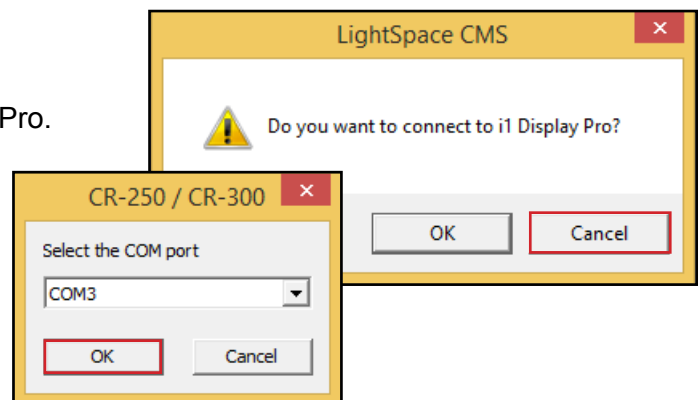 LightSpace CMS
Pro.
Do you want to connect to i1 Display Pro?
OK Cancel
CR-250 / CR-300
Select the COM port
COM3
OK Cancel